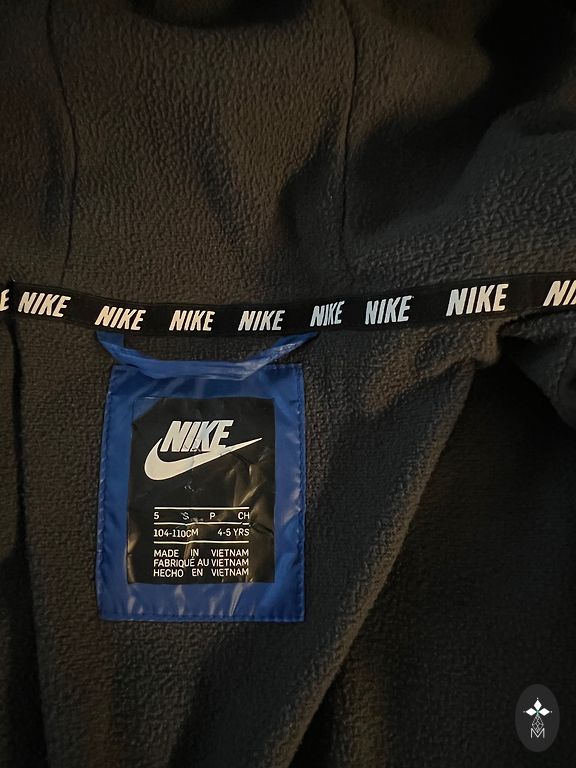 NIKE NIKE NIKE NIKE NIKE NIKE NIKE
NIKE
5 S P CH
104-110CM 4-5 YRS
MADE IN VIETNAM
FABRIQUÉ AU VIETNAM
HECHO EN VIETNAM
M